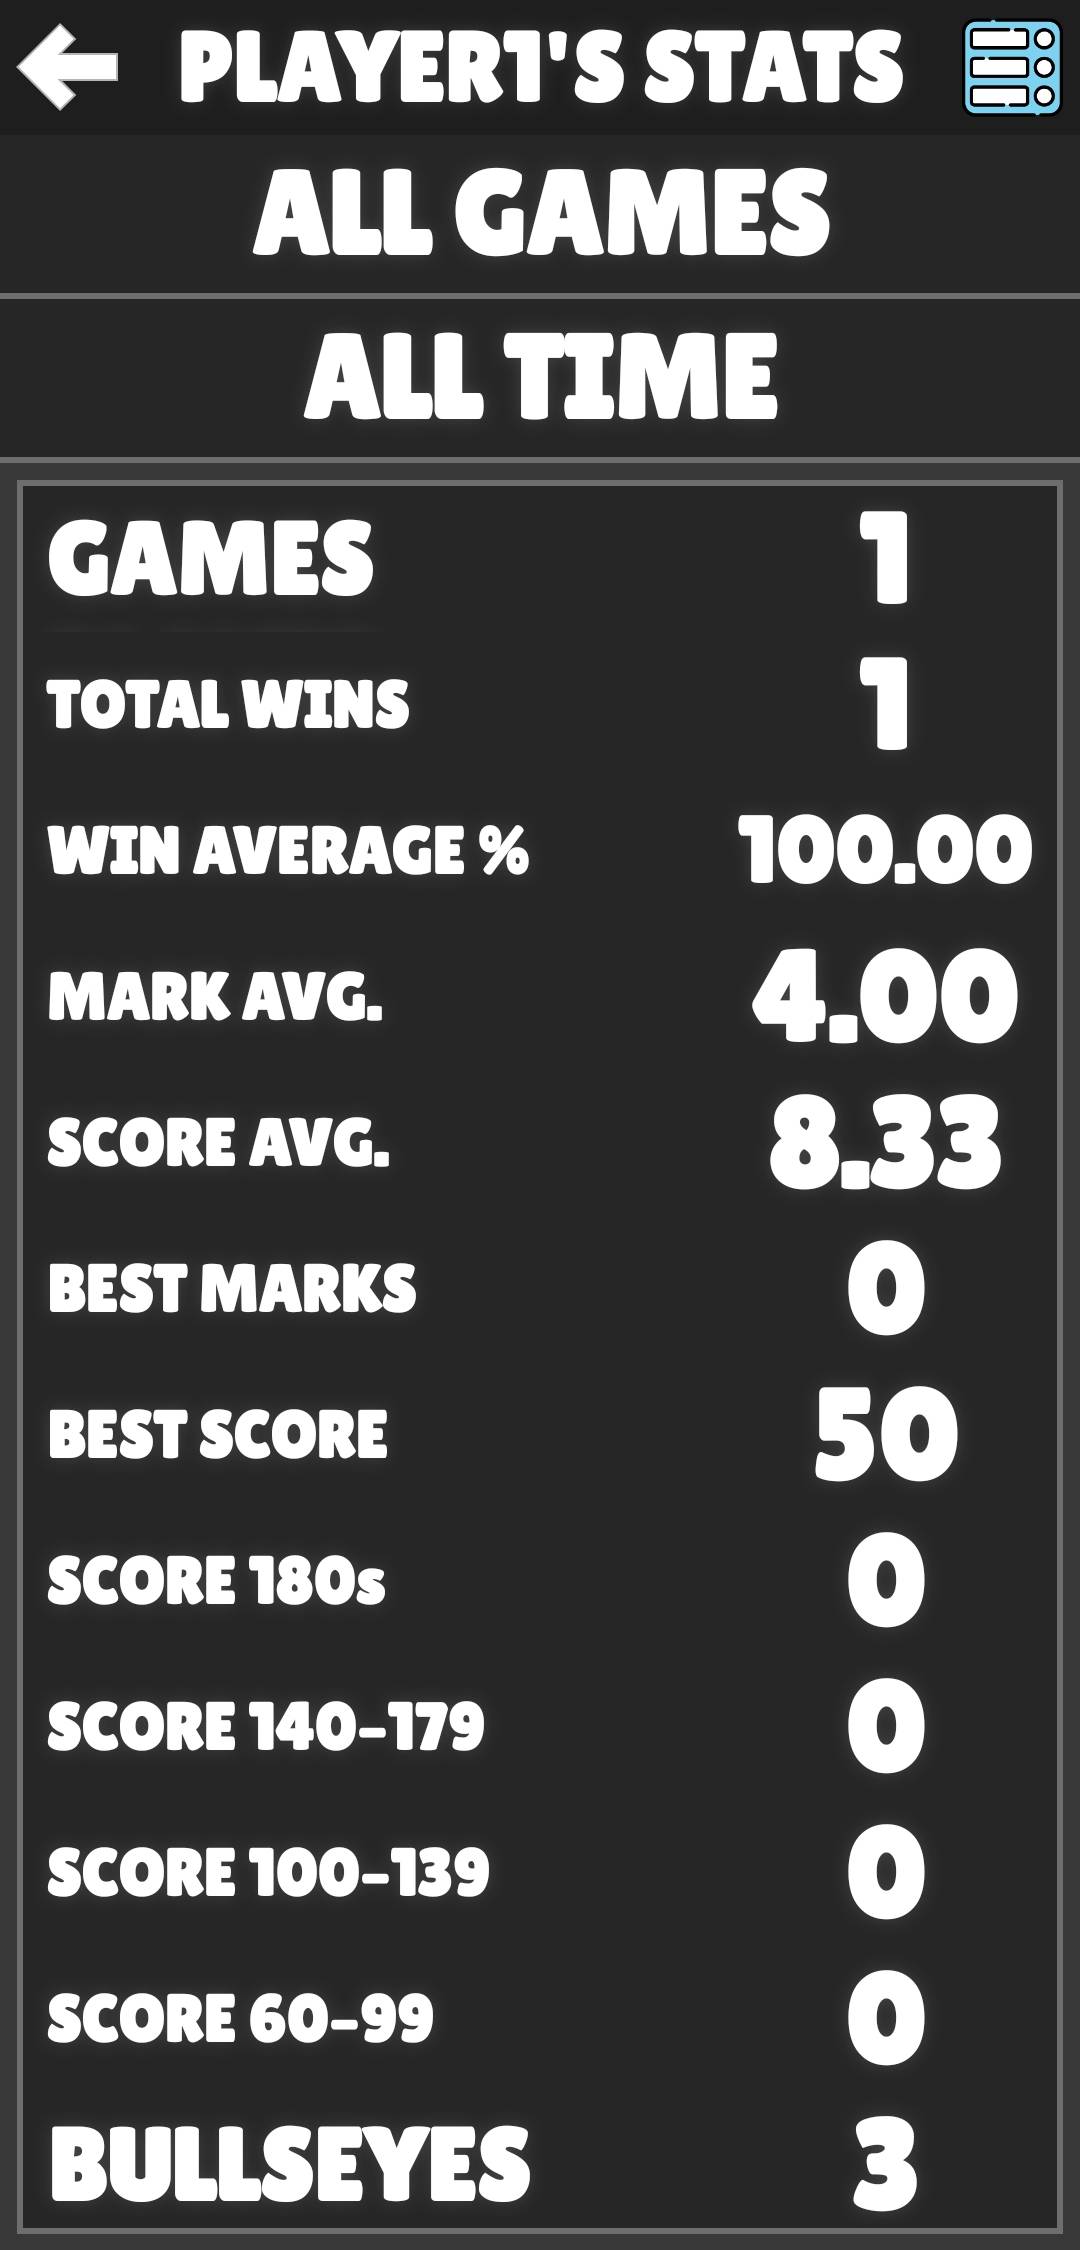 PLAYER1'S STATS
ALL GAMES
ALL TIME
GAMES 1
TOTAL WINS 1
WIN AVERAGE % 100.00
MARK AVG. 4.00
SCORE AVG. 8.33
BEST MARKS 0
BEST SCORE 50
SCORE 180s 0
SCORE 140-179 0
SCORE 100-139 0
SCORE 60-99 0
BULLSEYES 3